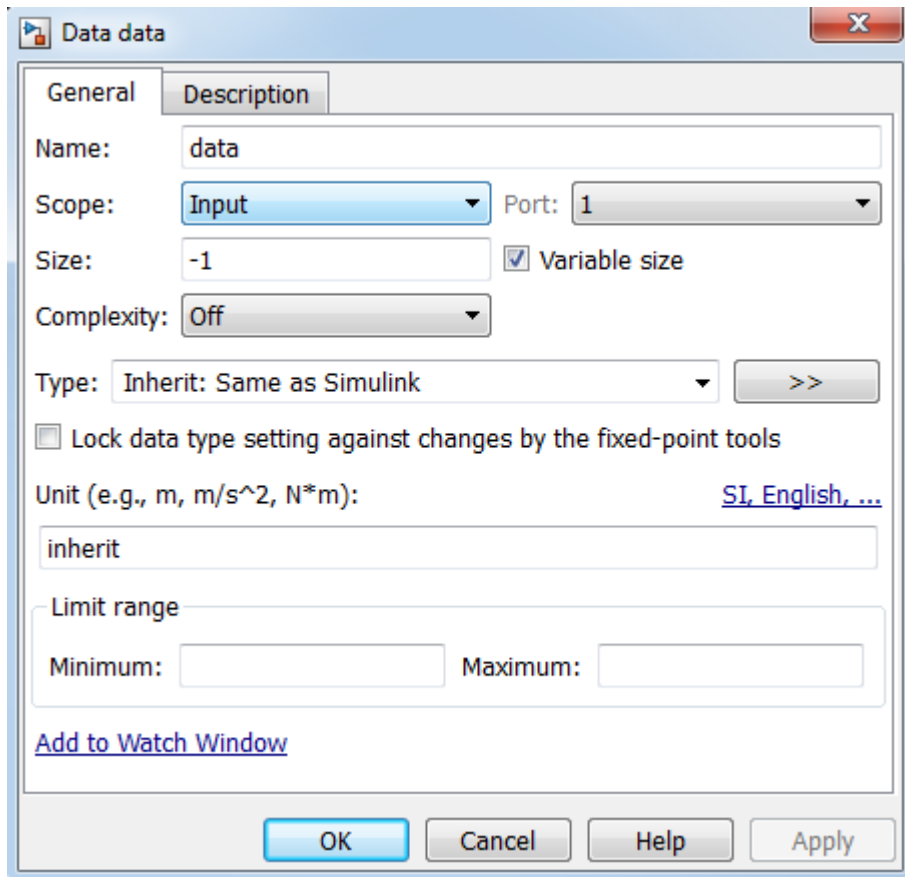 Data data
General Description
Name: data
Scope: Input Port: 1
Size: -1 Variable size
Complexity: Off
Type: Inherit: Same as Simulink >>
Lock data type setting against changes by the fixed-point tools
Unit (e.g., m, m/s^2, N*m): SI, English, ...
inherit
Limit range
Minimum: Maximum:
Add to Watch Window
OK Cancel Help Apply